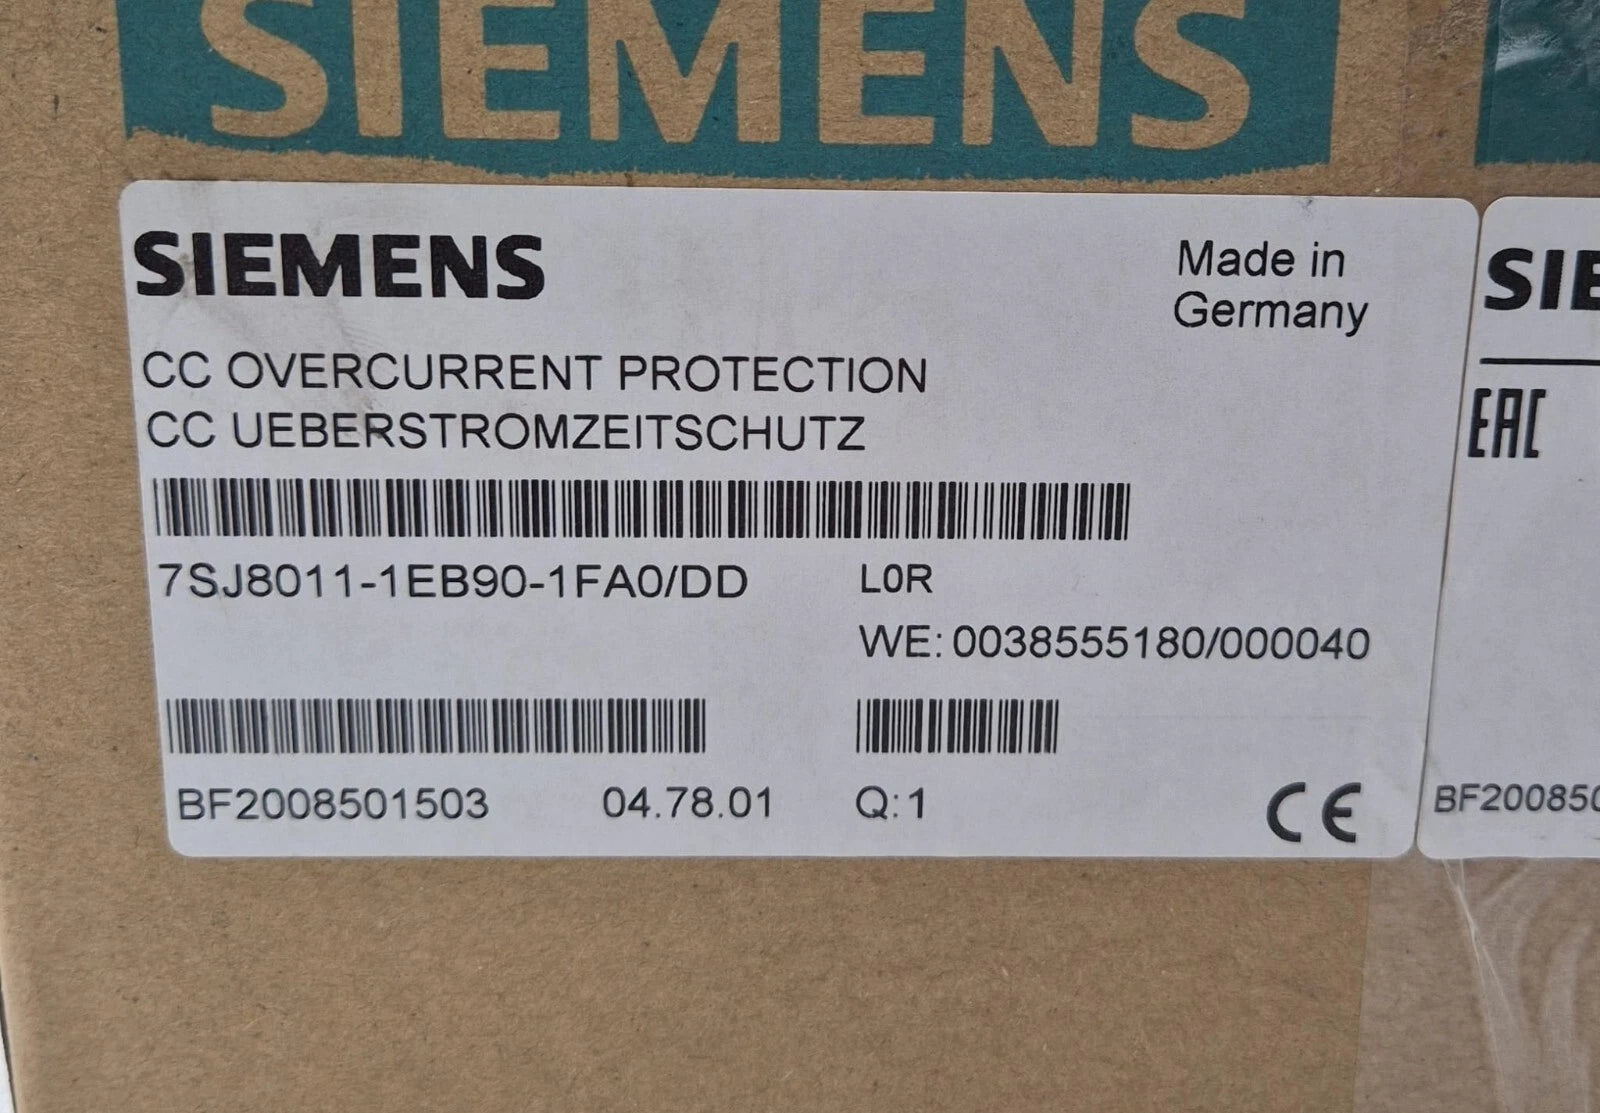 SIEMENS
SIEMENS
Made in
Germany
CC OVERCURRENT PROTECTION
CC UEBERSTROMZEITSCHUTZ
7SJ8011-1EB90-1FA0/DD L0R
WE: 0038555180/000040
BF2008501503 04.78.01 Q:1
CE
SIE
EAC
BF200850